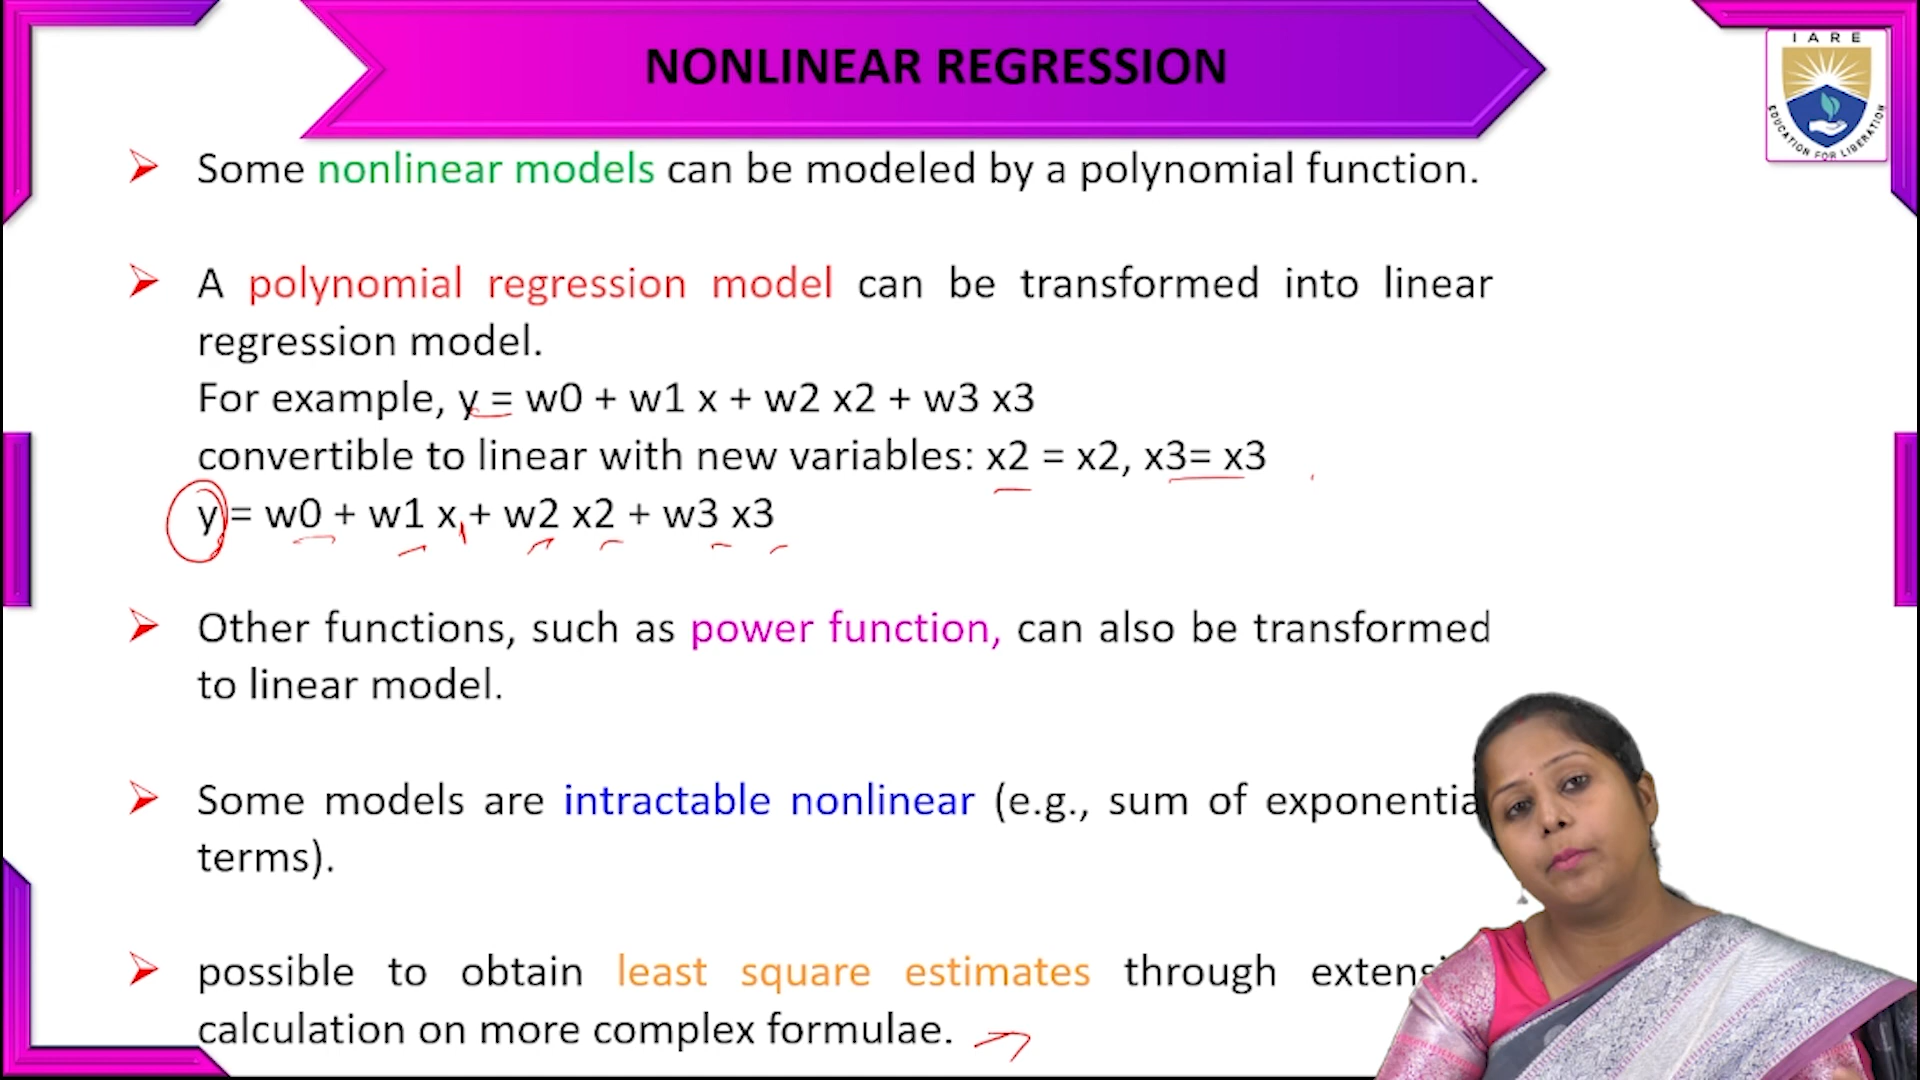 NONLINEAR REGRESSION
I A R E
EDUCATION FOR LIBERATION
Some nonlinear models can be modeled by a polynomial function.
A polynomial regression model can be transformed into linear
regression model.
For example, y = w0 + w1 x + w2 x2 + w3 x3
convertible to linear with new variables: x2 = x2, x3= x3
y = w0 + w1 x + w2 x2 + w3 x3
Other functions, such as power function, can also be transformed
to linear model.
Some models are intractable nonlinear (e.g., sum of exponentia
terms).
possible to obtain least square estimates through extensi
calculation on more complex formulae.